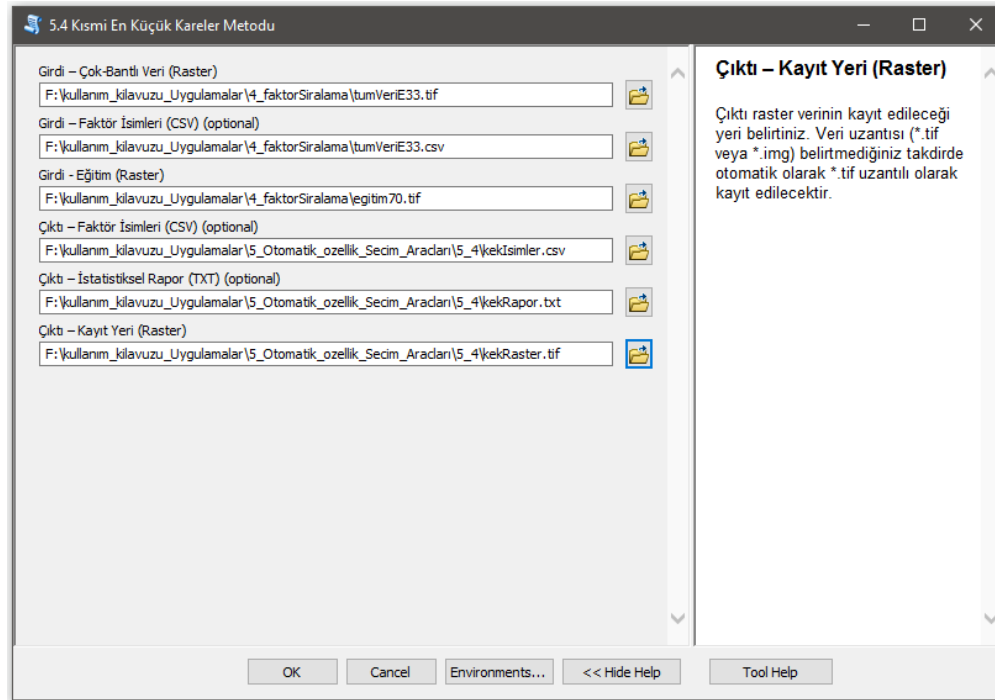 5.4 Kısmi En Küçük Kareler Metodu
Girdi – Çok-Bantlı Veri (Raster)
F:\kullanım_kilavuzu_Uygulamalar\4_faktorSiralama\tumVeriE33.tif
Girdi – Faktör İsimleri (CSV) (optional)
F:\kullanım_kilavuzu_Uygulamalar\4_faktorSiralama\tumVeriE33.csv
Girdi - Eğitim (Raster)
F:\kullanım_kilavuzu_Uygulamalar\4_faktorSiralama\egitim70.tif
Çıktı – Faktör İsimleri (CSV) (optional)
F:\kullanım_kilavuzu_Uygulamalar\5_Otomatik_ozellik_Secim_Aracları\5_4\kekIsimler.csv
Çıktı – İstatistiksel Rapor (TXT) (optional)
F:\kullanım_kilavuzu_Uygulamalar\5_Otomatik_ozellik_Secim_Aracları\5_4\kekRapor.txt
Çıktı – Kayıt Yeri (Raster)
F:\kullanım_kilavuzu_Uygulamalar\5_Otomatik_ozellik_Secim_Aracları\5_4\kekRaster.tif
Çıktı – Kayıt Yeri (Raster)
Çıktı raster verinin kayıt edileceği
yeri belirtiniz. Veri uzantısı (*.tif
veya *.img) belirtmediğiniz takdirde
otomatik olarak *.tif uzantılı olarak
kayıt edilecektir.
OK
Cancel
Environments...
<< Hide Help
Tool Help